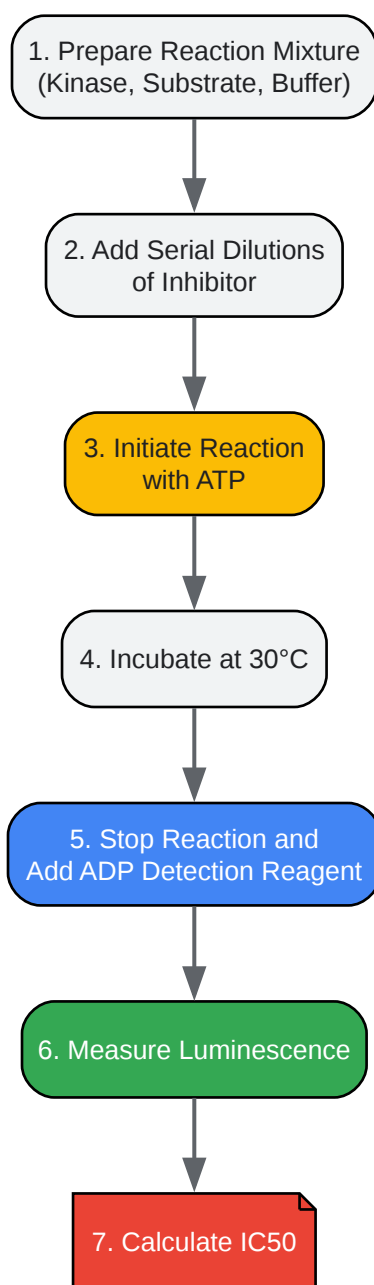 1. Prepare Reaction Mixture
(Kinase, Substrate, Buffer)
2. Add Serial Dilutions
of Inhibitor
3. Initiate Reaction
with ATP
4. Incubate at 30°C
5. Stop Reaction and
Add ADP Detection Reagent
6. Measure Luminescence
7. Calculate IC50